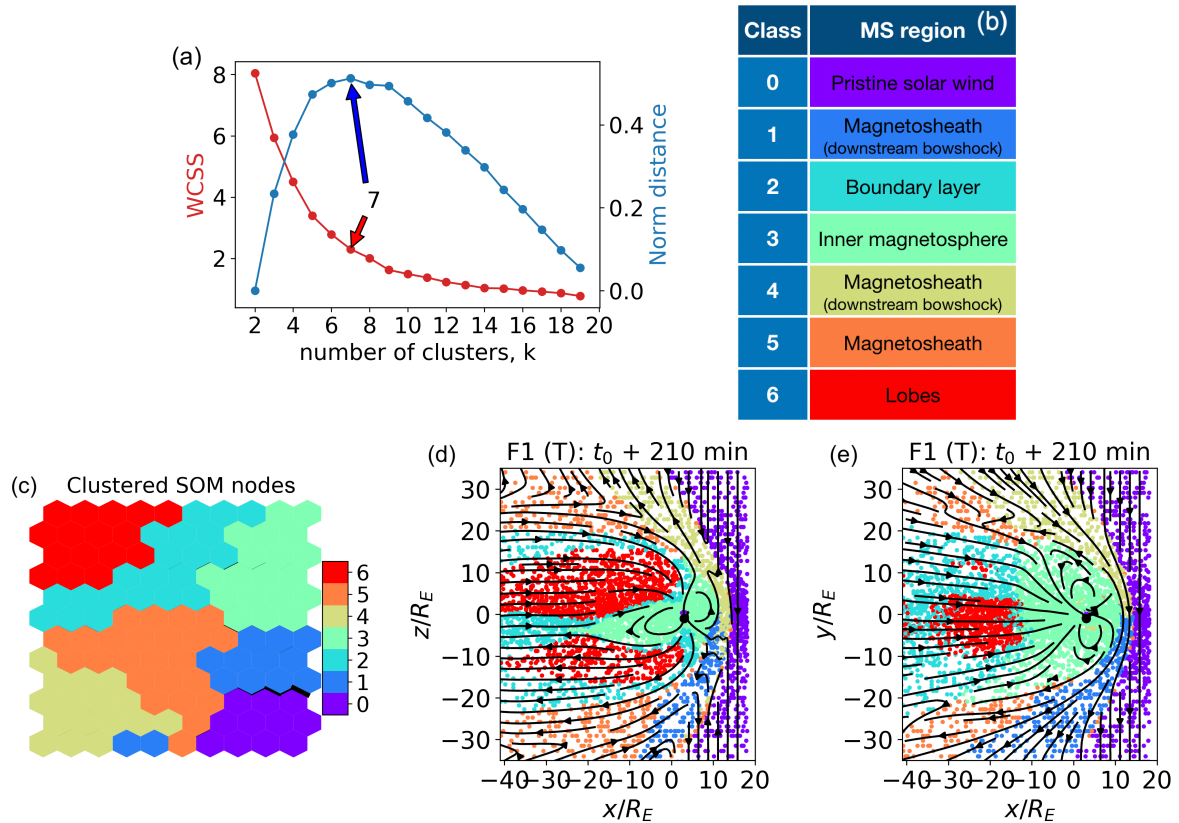 (a)
8
6
4
2
WCSS
0.4
0.2
0.0
Norm distance
7
2 4 6 8 10 12 14 16 18 20
number of clusters, k
Class MS region (b)
0 Pristine solar wind
1 Magnetosheath
(downstream bowshock)
2 Boundary layer
3 Inner magnetosphere
4 Magnetosheath
(downstream bowshock)
5 Magnetosheath
6 Lobes
(c) Clustered SOM nodes
6
5
4
3
2
1
0
(d) F1 (T): t₀ + 210 min
30
20
10
0
−10
−20
−30
z/R_E
−40 −30 −20 −10 0 10 20
x/R_E
(e) F1 (T): t₀ + 210 min
30
20
10
0
−10
−20
−30
y/R_E
−40 −30 −20 −10 0 10 20
x/R_E